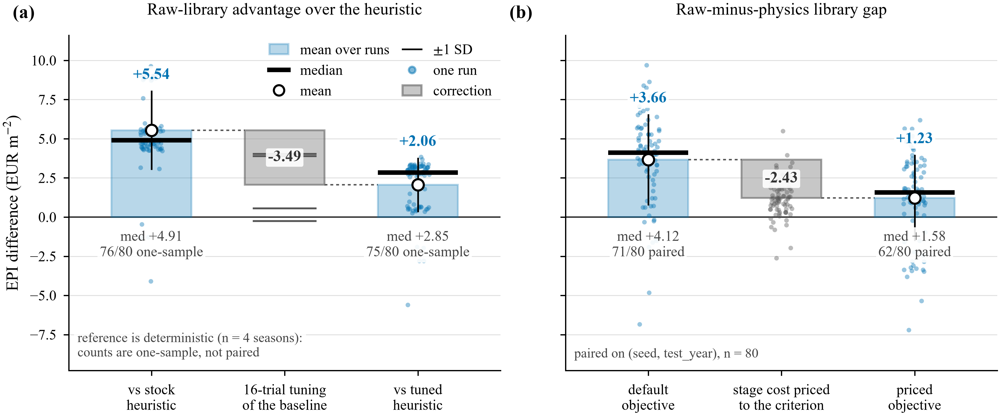 (a)
Raw-library advantage over the heuristic
mean over runs
median
mean
±1 SD
one run
correction
EPI difference (EUR m⁻²)
10.0
7.5
5.0
2.5
0.0
−2.5
−5.0
−7.5
+5.54
-3.49
+2.06
med +4.91
76/80 one-sample
med +2.85
75/80 one-sample
reference is deterministic (n = 4 seasons):
counts are one-sample, not paired
vs stock
heuristic
16-trial tuning
of the baseline
vs tuned
heuristic
(b)
Raw-minus-physics library gap
+3.66
-2.43
+1.23
med +4.12
71/80 paired
med +1.58
62/80 paired
paired on (seed, test_year), n = 80
default
objective
stage cost priced
to the criterion
priced
objective